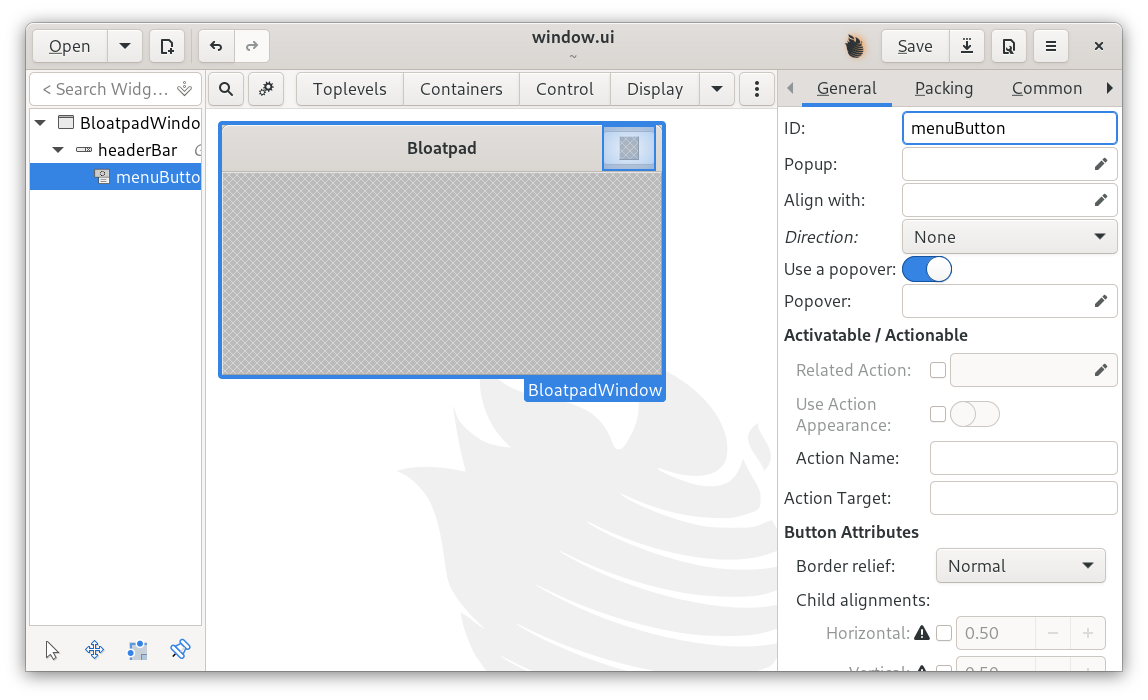 Open
window.ui
~
Save
< Search Widg...
Toplevels Containers Control Display
General Packing Common
BloatpadWindo
headerBar
menuButto
Bloatpad
BloatpadWindow
ID: menuButton
Popup:
Align with:
Direction: None
Use a popover:
Popover:
Activatable / Actionable
Related Action:
Use Action
Appearance:
Action Name:
Action Target:
Button Attributes
Border relief: Normal
Child alignments:
Horizontal: 0.50 − +
Vertical: 0.50